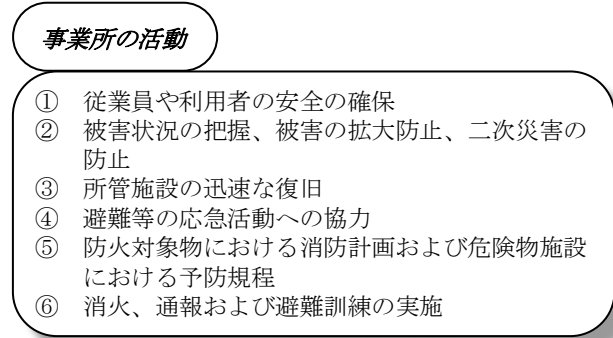 事業所の活動
① 従業員や利用者の安全の確保
② 被害状況の把握、被害の拡大防止、二次災害の
防止
③ 所管施設の迅速な復旧
④ 避難等の応急活動への協力
⑤ 防火対象物における消防計画および危険物施設
における予防規程
⑥ 消火、通報および避難訓練の実施